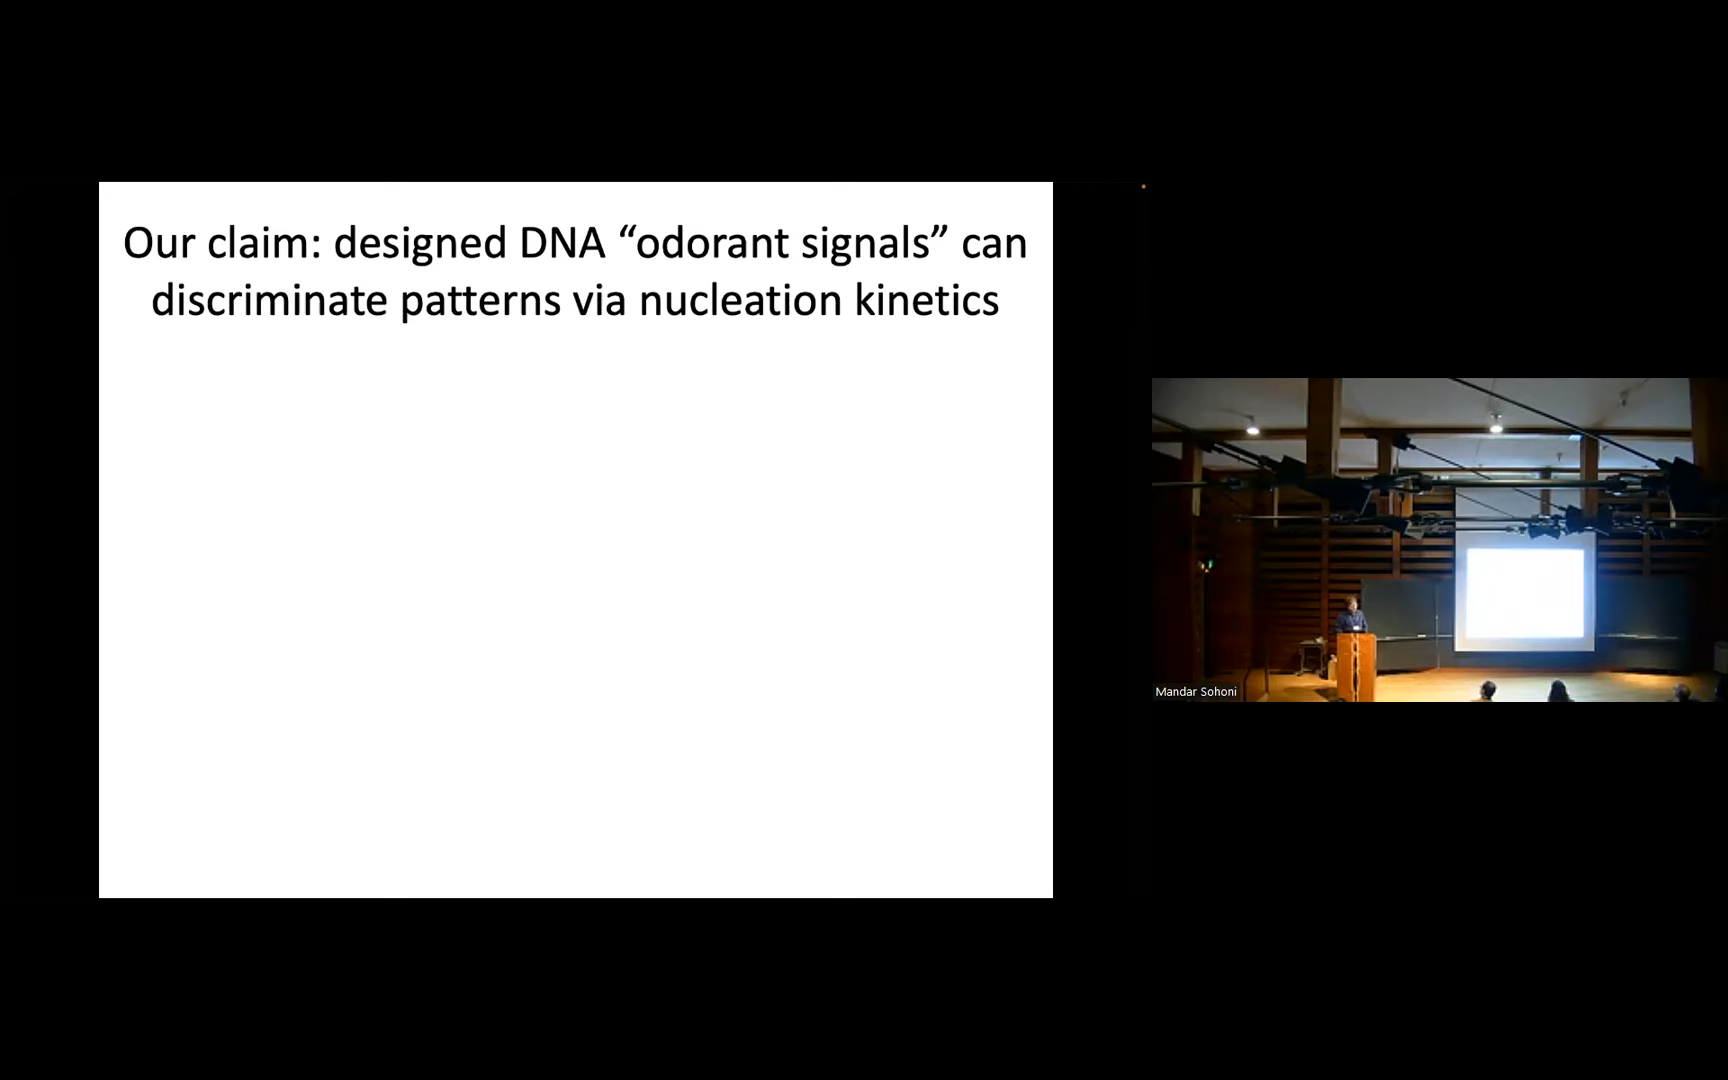 Our claim: designed DNA “odorant signals” can
discriminate patterns via nucleation kinetics
Mandar Sohoni